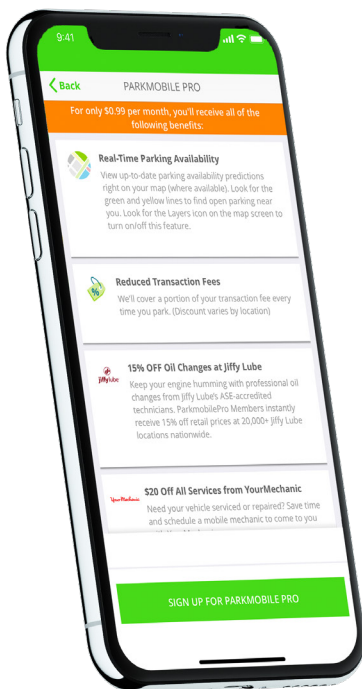 9:41
Back
PARKMOBILE PRO
For only $0.99 per month, you'll receive all of the
following benefits:
Real-Time Parking Availability
View up-to-date parking availability predictions
right on your map (where available). Look for the
green and yellow lines to find open parking near
you. Look for the Layers icon on the map screen to
turn on/off this feature.
%
Reduced Transaction Fees
We'll cover a portion of your transaction fee every
time you park. (Discount varies by location)
jiffylube
15% OFF Oil Changes at Jiffy Lube
Keep your engine humming with professional oil
changes from Jiffy Lube's ASE-accredited
technicians. ParkmobilePro Members instantly
receive 15% off retail prices at 20,000+ Jiffy Lube
locations nationwide.
YourMechanic
$20 Off All Services from YourMechanic
Need your vehicle serviced or repaired? Save time
and schedule a mobile mechanic to come to you
SIGN UP FOR PARKMOBILE PRO